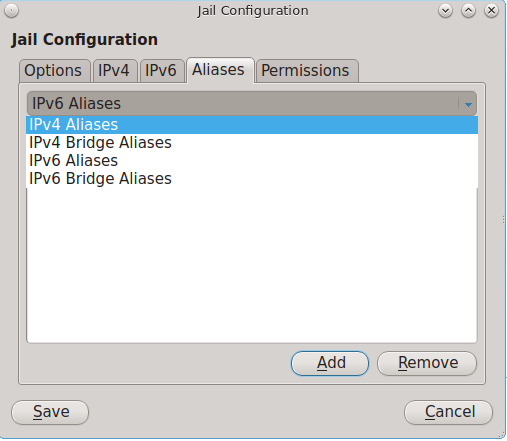 Jail Configuration
Jail Configuration
Options IPv4 IPv6 Aliases Permissions
IPv6 Aliases
IPv4 Aliases
IPv4 Bridge Aliases
IPv6 Aliases
IPv6 Bridge Aliases
Add Remove
Save Cancel